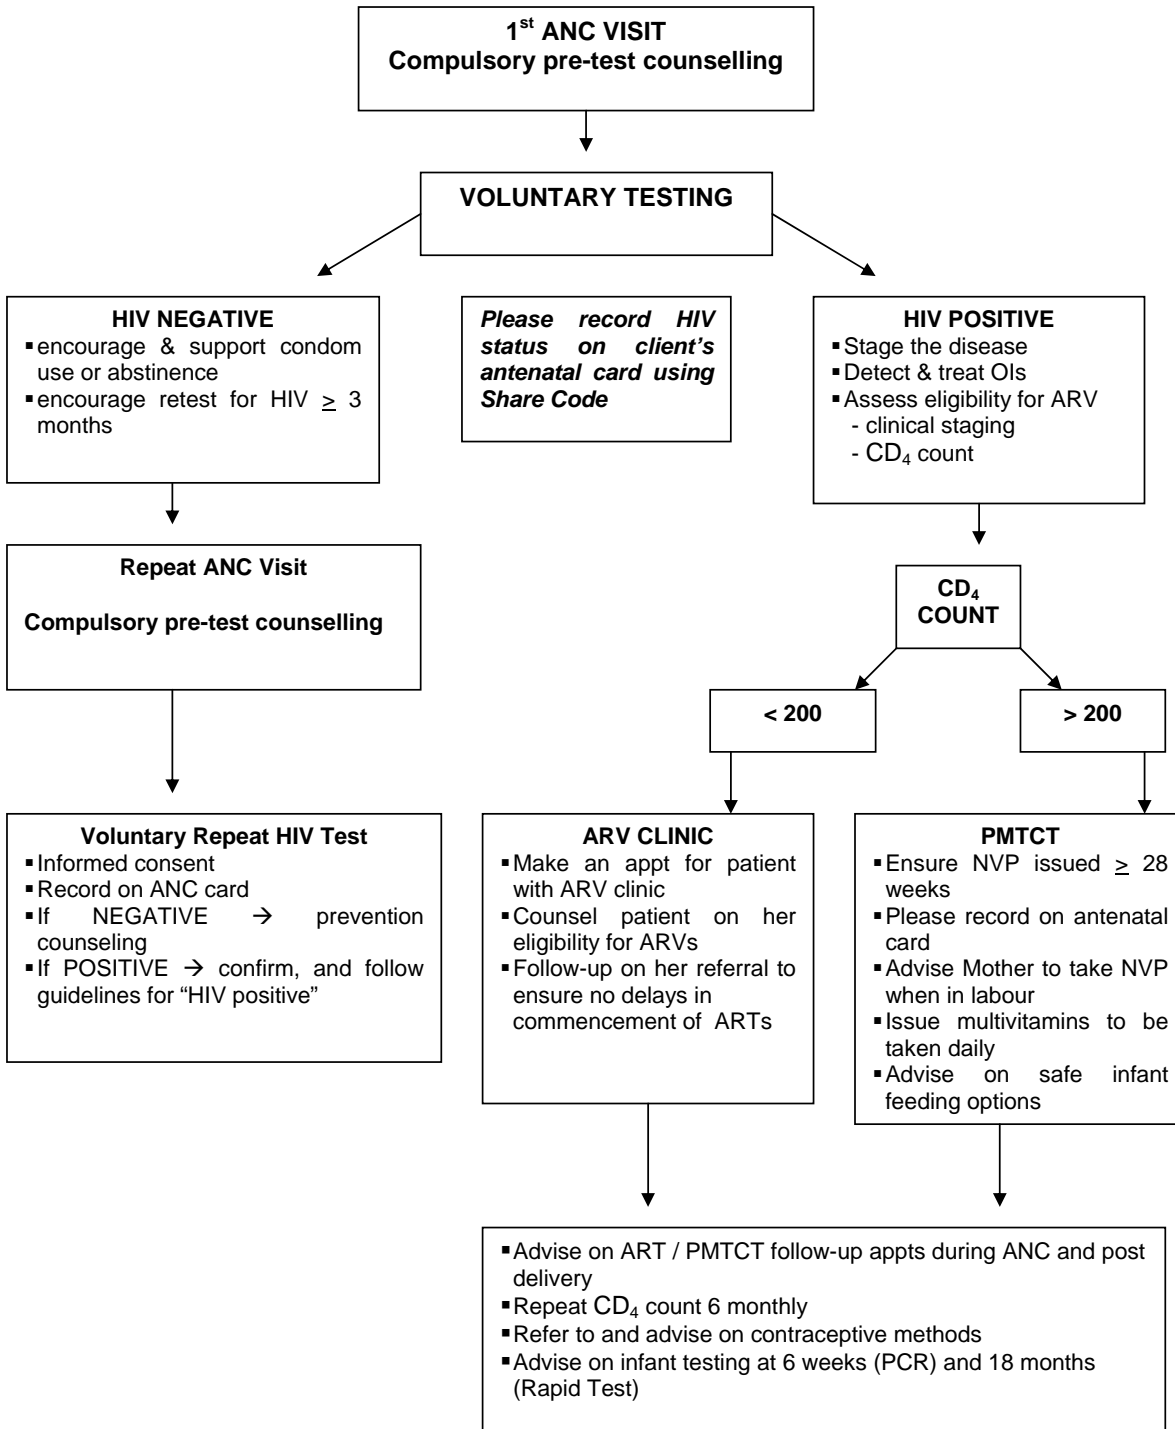 1st ANC VISIT
Compulsory pre-test counselling
VOLUNTARY TESTING
HIV NEGATIVE
▪encourage & support condom
use or abstinence
▪encourage retest for HIV ≥ 3
months
Please record HIV
status on client's
antenatal card using
Share Code
HIV POSITIVE
▪Stage the disease
▪Detect & treat OIs
▪Assess eligibility for ARV
- clinical staging
- CD4 count
Repeat ANC Visit
Compulsory pre-test counselling
CD4
COUNT
< 200
> 200
Voluntary Repeat HIV Test
▪Informed consent
▪Record on ANC card
▪If NEGATIVE → prevention
counseling
▪If POSITIVE → confirm, and follow
guidelines for “HIV positive”
ARV CLINIC
▪Make an appt for patient
with ARV clinic
▪Counsel patient on her
eligibility for ARVs
▪Follow-up on her referral to
ensure no delays in
commencement of ARTs
PMTCT
▪Ensure NVP issued ≥ 28
weeks
▪Please record on antenatal
card
▪Advise Mother to take NVP
when in labour
▪Issue multivitamins to be
taken daily
▪Advise on safe infant
feeding options
▪Advise on ART / PMTCT follow-up appts during ANC and post
delivery
▪Repeat CD4 count 6 monthly
▪Refer to and advise on contraceptive methods
▪Advise on infant testing at 6 weeks (PCR) and 18 months
(Rapid Test)